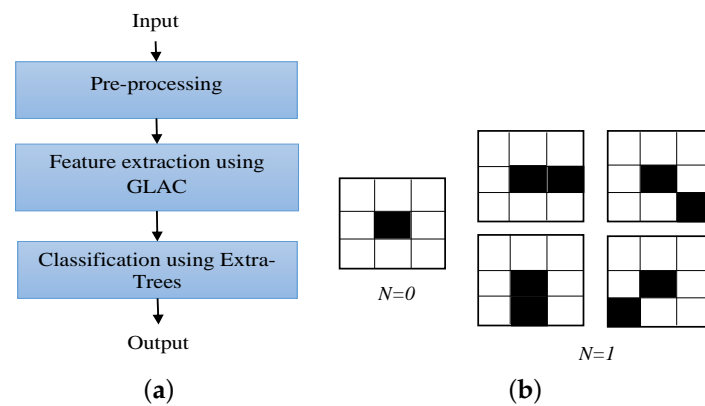 Input
Pre-processing
Feature extraction using
GLAC
Classification using Extra-
Trees
Output
(a)
N=0
N=1
(b)